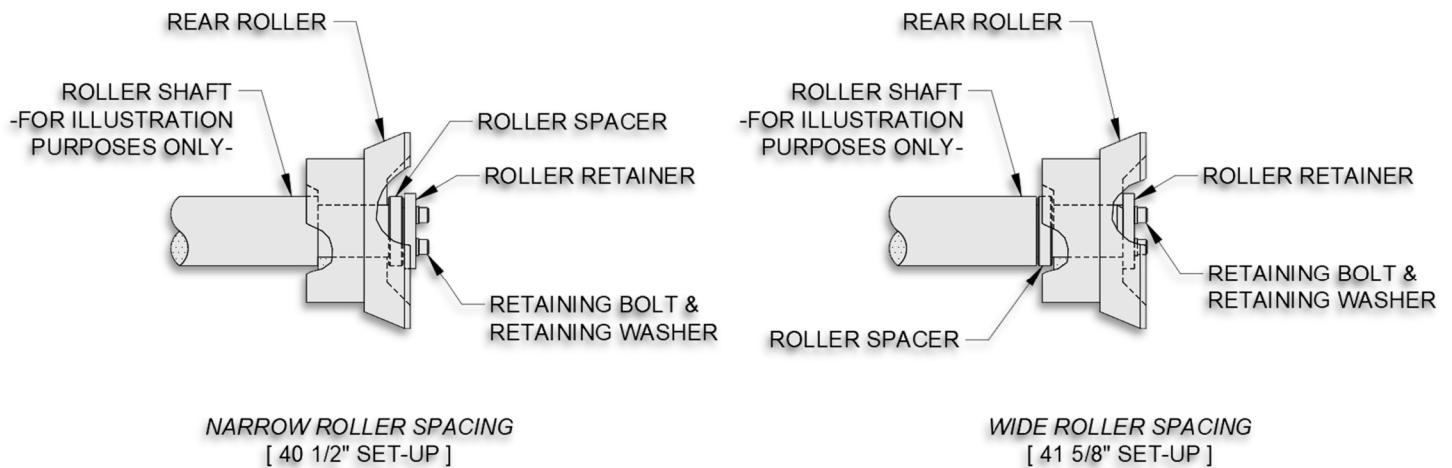 REAR ROLLER
ROLLER SHAFT
-FOR ILLUSTRATION
PURPOSES ONLY-
ROLLER SPACER
ROLLER RETAINER
RETAINING BOLT &
RETAINING WASHER
NARROW ROLLER SPACING
[ 40 1/2" SET-UP ]
REAR ROLLER
ROLLER SHAFT
-FOR ILLUSTRATION
PURPOSES ONLY-
ROLLER RETAINER
RETAINING BOLT &
RETAINING WASHER
ROLLER SPACER
WIDE ROLLER SPACING
[ 41 5/8" SET-UP ]